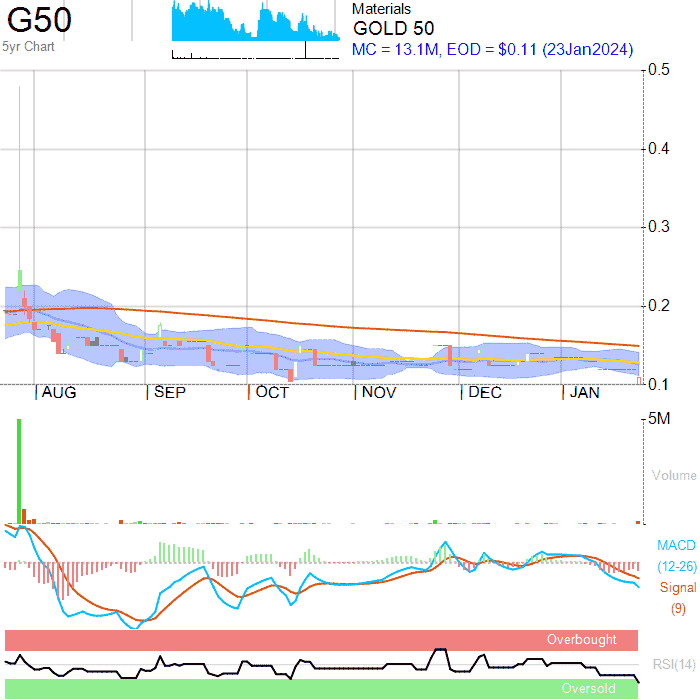 G50
5yr Chart
Materials
GOLD 50
MC = 13.1M, EOD = $0.11 (23Jan2024)
0.5
0.4
0.3
0.2
0.1
AUG SEP OCT NOV DEC JAN
5M
Volume
MACD
(12-26)
Signal
(9)
Overbought
RSI(14)
Oversold